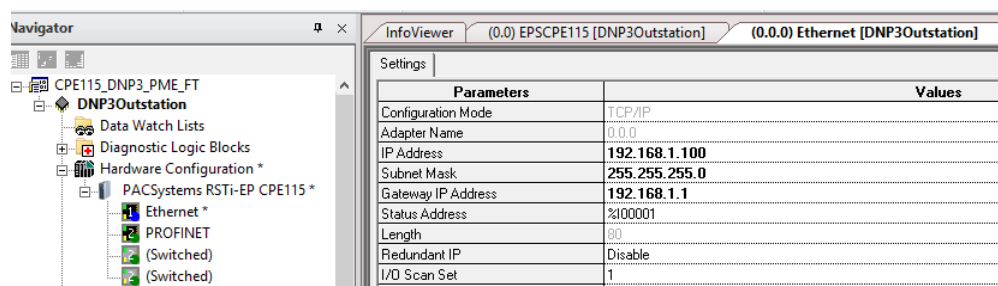 Navigator
CPE115_DNP3_PME_FT
DNP3Outstation
Data Watch Lists
Diagnostic Logic Blocks
Hardware Configuration *
PACSystems RSTi-EP CPE115 *
Ethernet *
PROFINET
(Switched)
(Switched)
InfoViewer (0.0) EPSCPE115 [DNP3Outstation] (0.0.0) Ethernet [DNP3Outstation]
Settings
Parameters Values
Configuration Mode TCP/IP
Adapter Name 0.0.0
IP Address 192.168.1.100
Subnet Mask 255.255.255.0
Gateway IP Address 192.168.1.1
Status Address %I00001
Length 80
Redundant IP Disable
I/O Scan Set 1